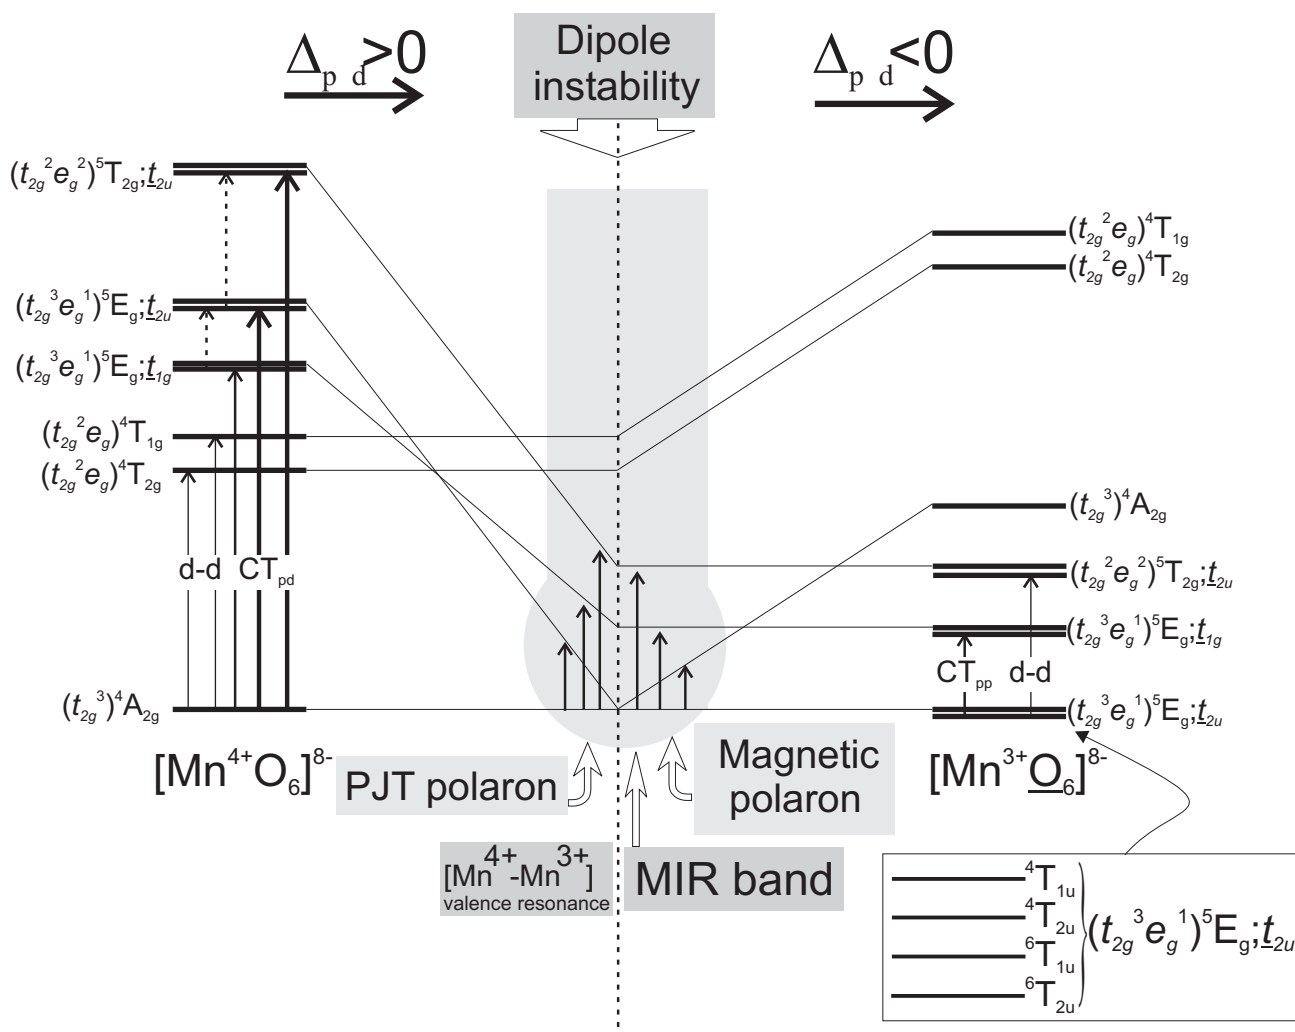 Δp d>0
Dipole
instability
Δp d<0
(t2g2eg2)5T2g;t2u
(t2g3eg1)5Eg;t2u
(t2g3eg1)5Eg;t1g
(t2g2eg)4T1g
(t2g2eg)4T2g
d-d
CTpd
(t2g3)4A2g
[Mn4+O6]8-
(t2g2eg)4T1g
(t2g2eg)4T2g
(t2g3)4A2g
(t2g2eg2)5T2g;t2u
(t2g3eg1)5Eg;t1g
CTpp
d-d
(t2g3eg1)5Eg;t2u
[Mn3+O6]8-
PJT polaron
Magnetic
polaron
[Mn4+-Mn3+]
valence resonance
MIR band
4T1u
4T2u
6T1u
6T2u
(t2g3eg1)5Eg;t2u